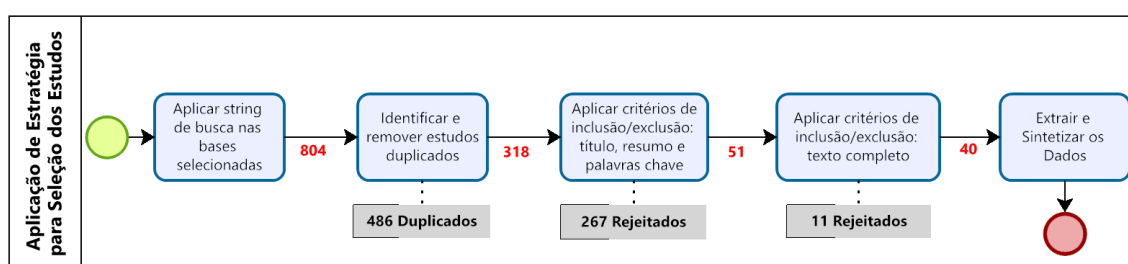 Aplicação de Estratégia
para Seleção dos Estudos
Aplicar string
de busca nas
bases
selecionadas
804
Identificar e
remover estudos
duplicados
486 Duplicados
318
Aplicar critérios de
inclusão/exclusão:
título, resumo e
palavras chave
267 Rejeitados
51
Aplicar critérios de
inclusão/exclusão:
texto completo
11 Rejeitados
40
Extrair e
Sintetizar os
Dados